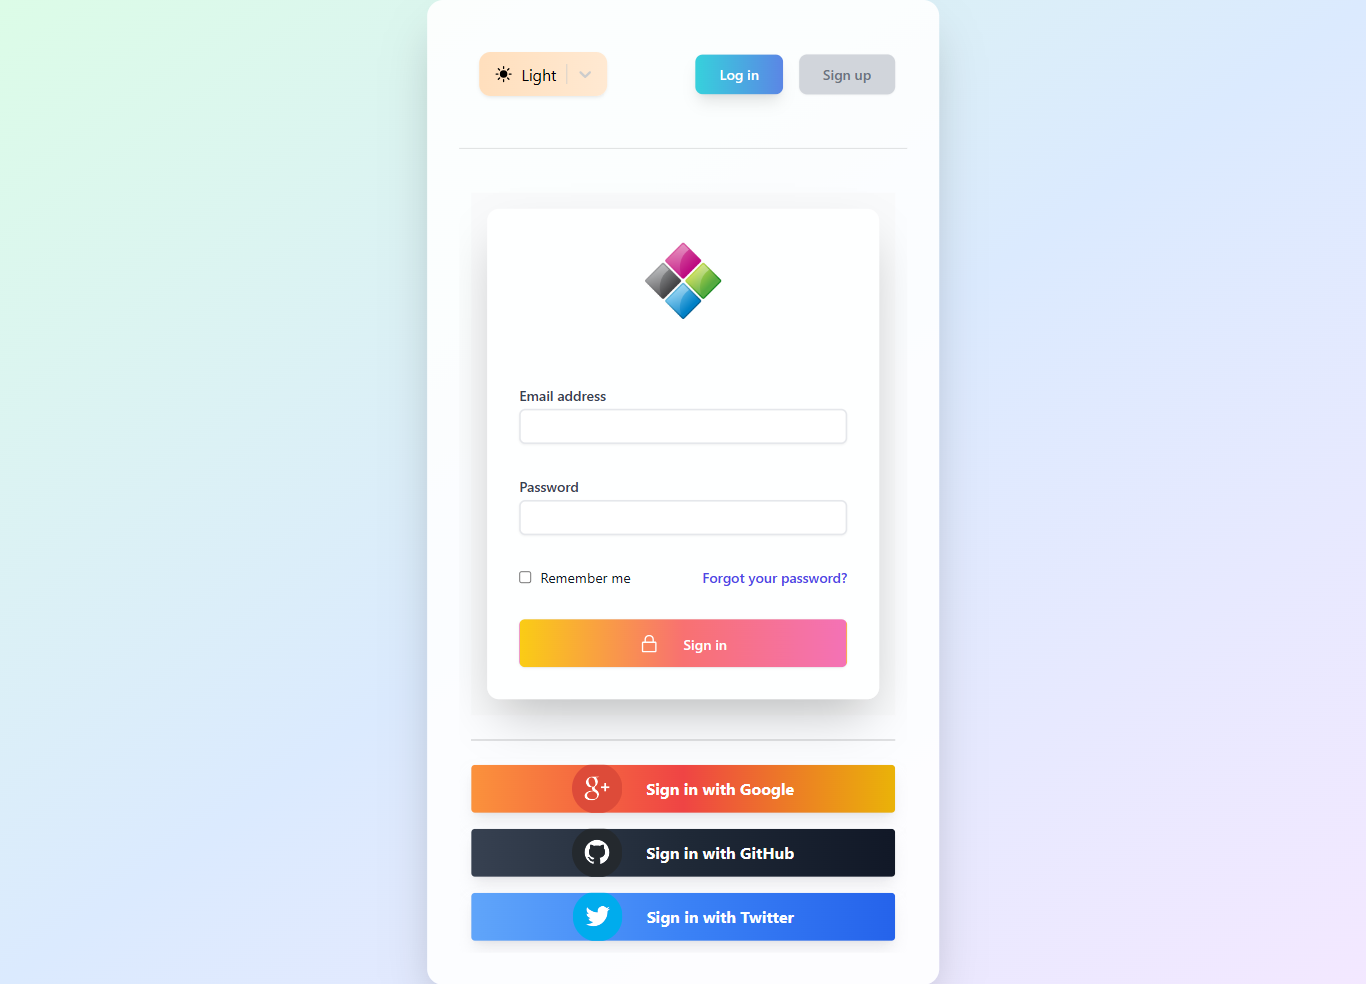 Light
Log in
Sign up
Email address
Password
Remember me
Forgot your password?
Sign in
g+
Sign in with Google
Sign in with GitHub
Sign in with Twitter